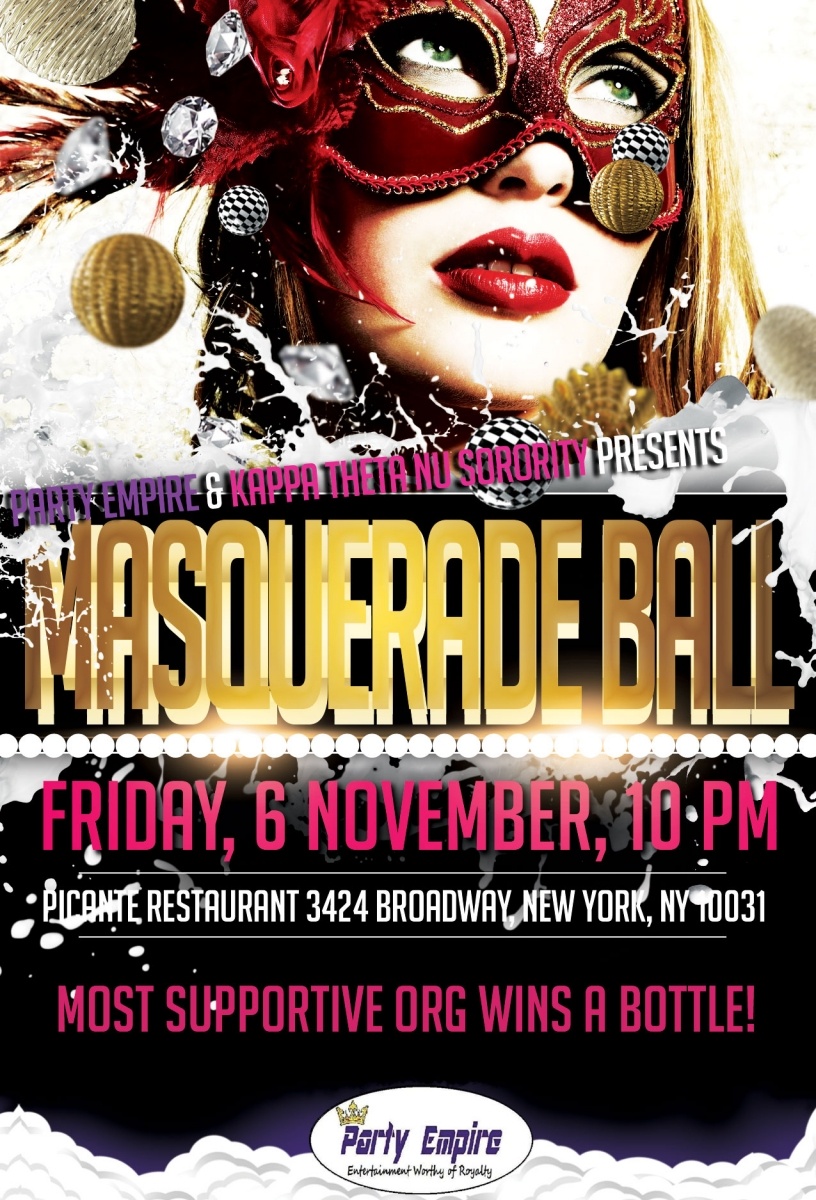 PARTY EMPIRE & KAPPA THETA NU SORORITY PRESENTS
MASQUERADE BALL
FRIDAY, 6 NOVEMBER, 10 PM
PICANTE RESTAURANT 3424 BROADWAY, NEW YORK, NY 10031
MOST SUPPORTIVE ORG WINS A BOTTLE!
Party Empire
Entertainment Worthy of Royalty